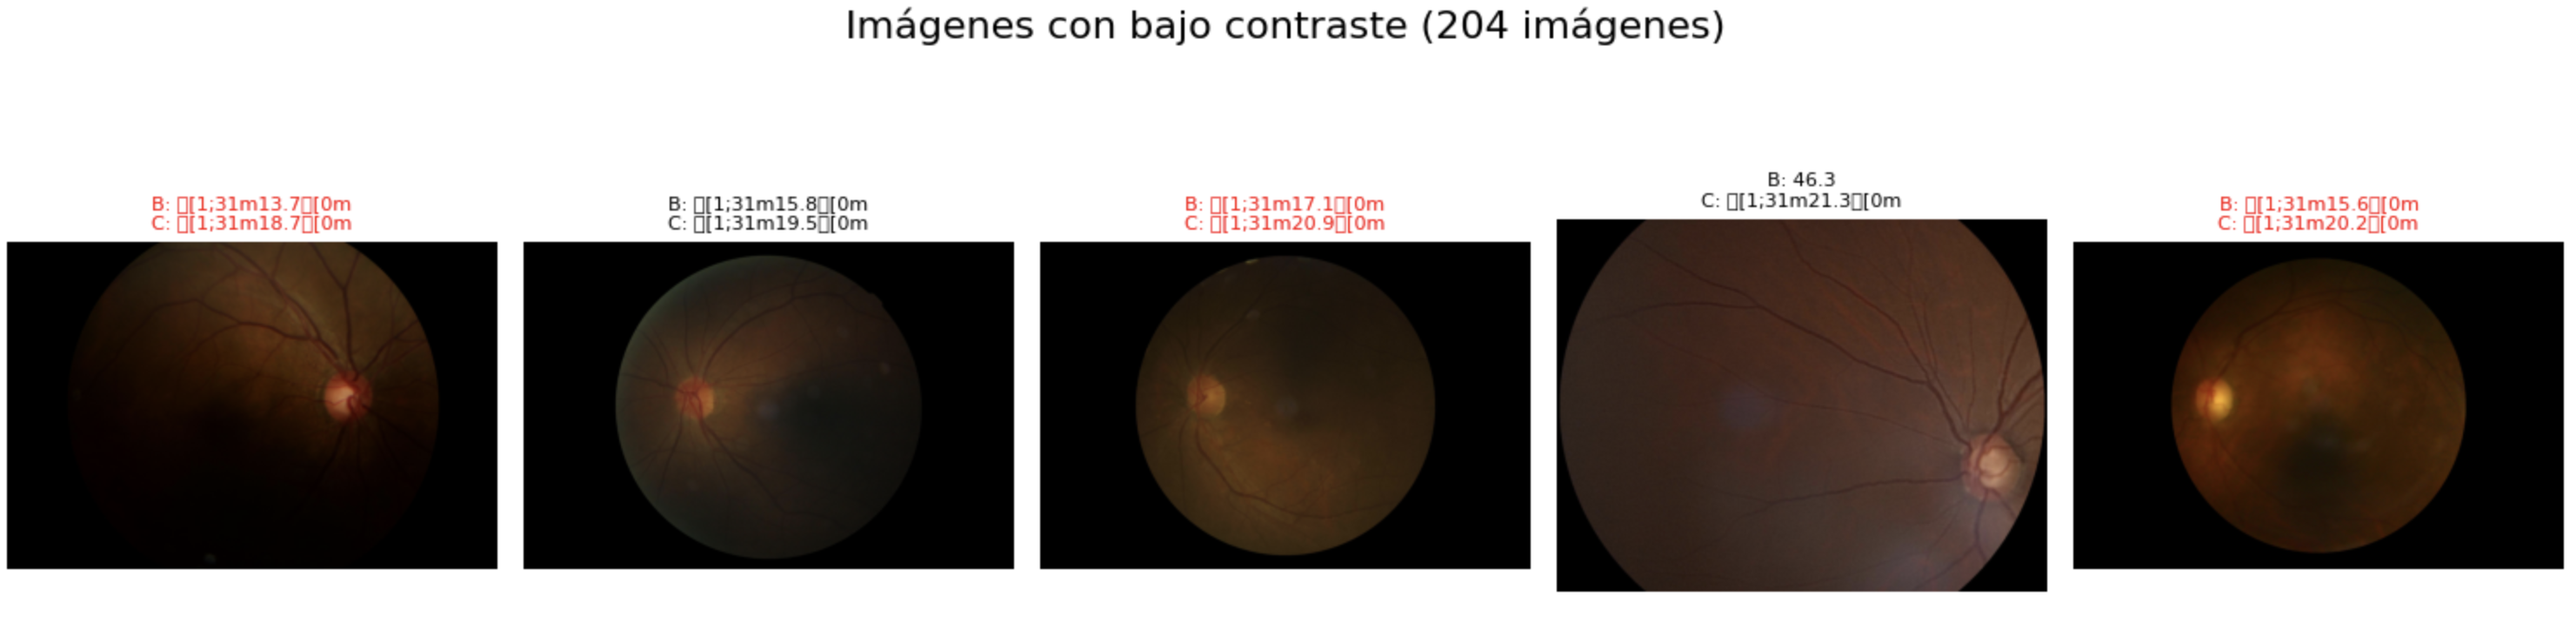 Imágenes con bajo contraste (204 imágenes)
B: ▯[1;31m13.7▯[0m
C: ▯[1;31m18.7▯[0m
B: ▯[1;31m15.8▯[0m
C: ▯[1;31m19.5▯[0m
B: ▯[1;31m17.1▯[0m
C: ▯[1;31m20.9▯[0m
B: 46.3
C: ▯[1;31m21.3▯[0m
B: ▯[1;31m15.6▯[0m
C: ▯[1;31m20.2▯[0m